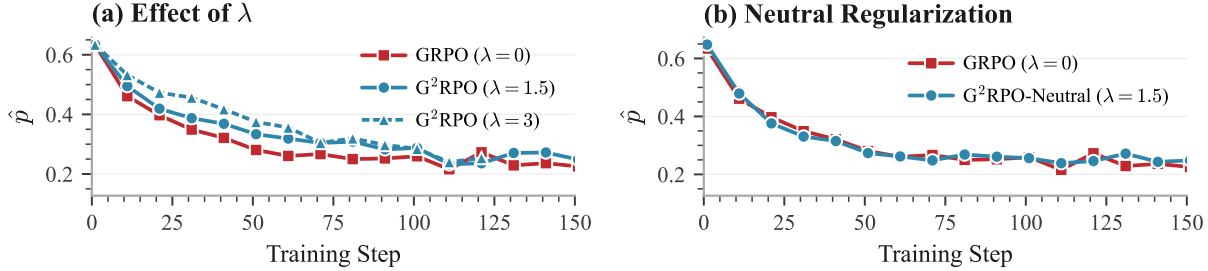 (a) Effect of λ
p̂
0.6
0.4
0.2
GRPO (λ = 0)
G²RPO (λ = 1.5)
G²RPO (λ = 3)
0 25 50 75 100 125 150
Training Step
(b) Neutral Regularization
p̂
0.6
0.4
0.2
GRPO (λ = 0)
G²RPO-Neutral (λ = 1.5)
0 25 50 75 100 125 150
Training Step